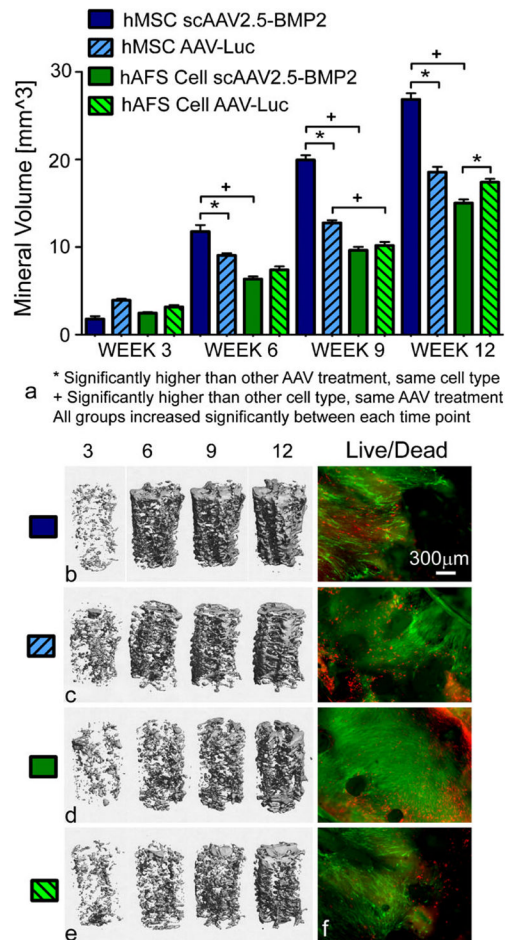 hMSC scAAV2.5-BMP2
hMSC AAV-Luc
hAFS Cell scAAV2.5-BMP2
hAFS Cell AAV-Luc
Mineral Volume [mm^3]
30
20
10
0
+
*
+
*
+
+
*
+
*
*
WEEK 3 WEEK 6 WEEK 9 WEEK 12
* Significantly higher than other AAV treatment, same cell type
+ Significantly higher than other cell type, same AAV treatment
All groups increased significantly between each time point
a
3 6 9 12 Live/Dead
300µm
b
c
d
e
f